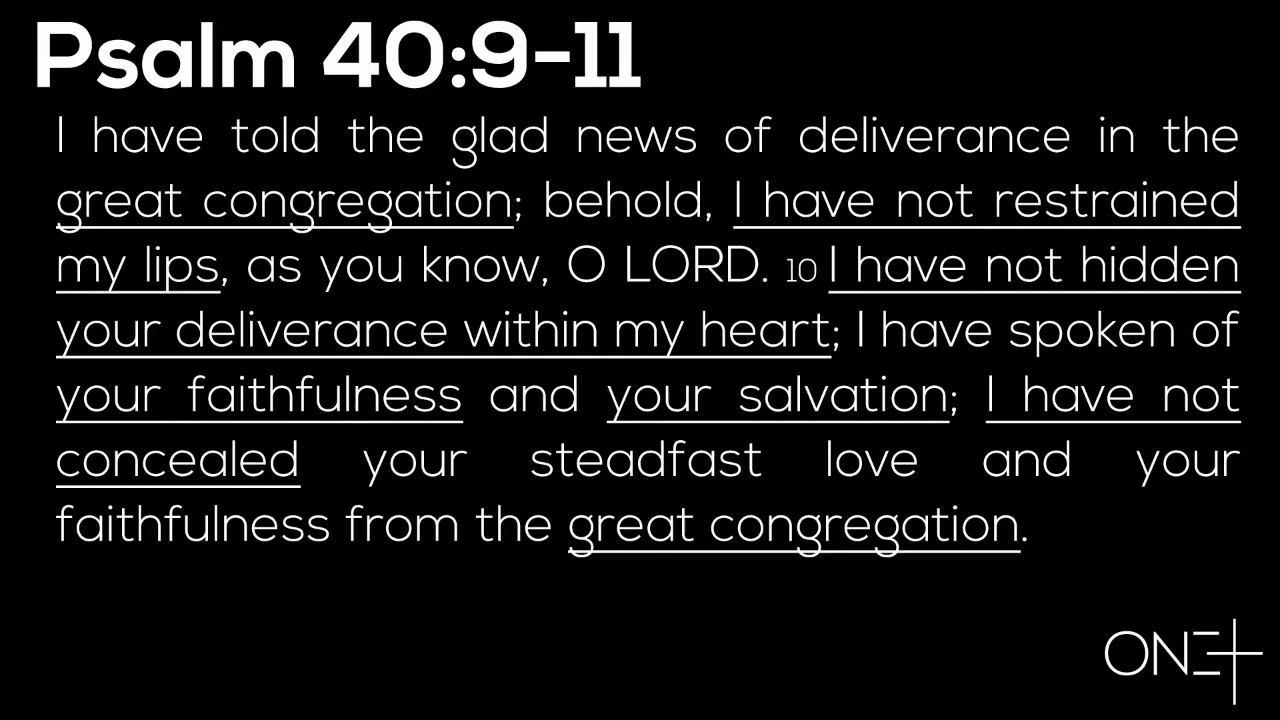 Psalm 40:9-11
I have told the glad news of deliverance in the
great congregation; behold, I have not restrained
my lips, as you know, O LORD. 10 I have not hidden
your deliverance within my heart; I have spoken of
your faithfulness and your salvation; I have not
concealed your steadfast love and your
faithfulness from the great congregation.
ONE